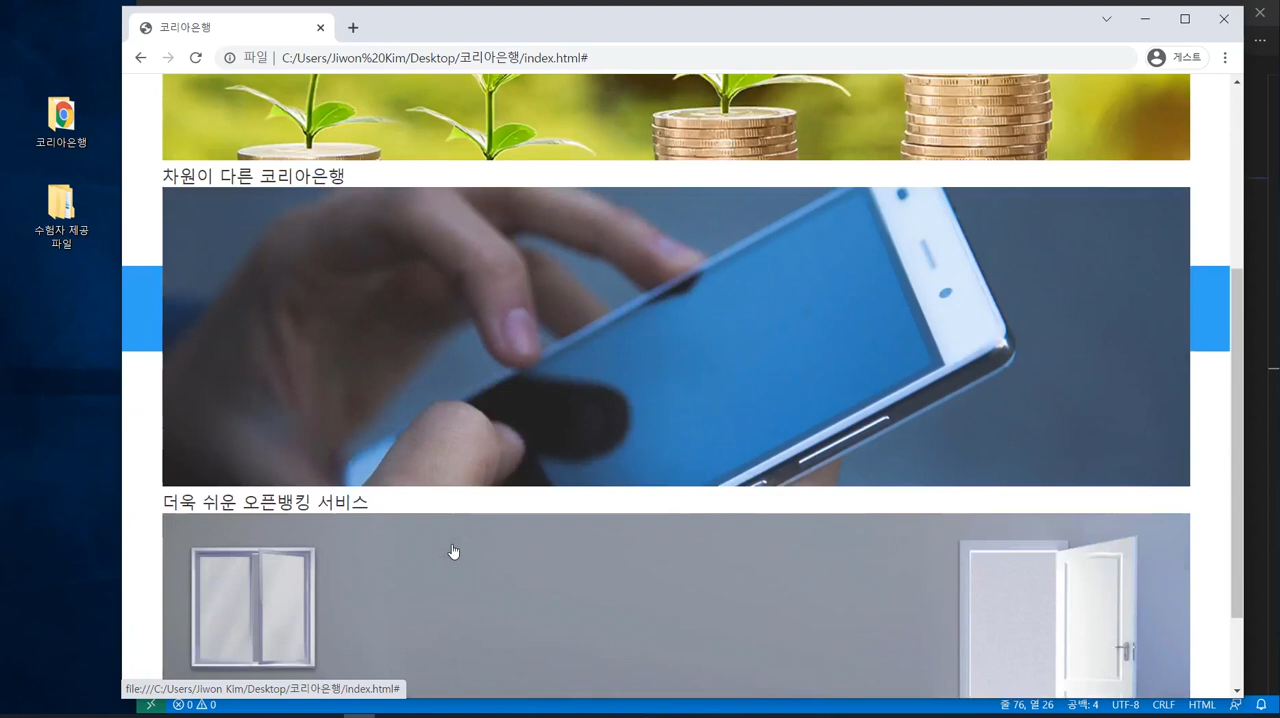 코리아은행
파일 | C:/Users/Jiwon%20Kim/Desktop/코리아은행/index.html#
게스트
코리아은행
수험자 제공
파일
차원이 다른 코리아은행
더욱 쉬운 오픈뱅킹 서비스
file:///C:/Users/Jiwon Kim/Desktop/코리아은행/index.html#
0 0
줄 76, 열 26 공백: 4 UTF-8 CRLF HTML